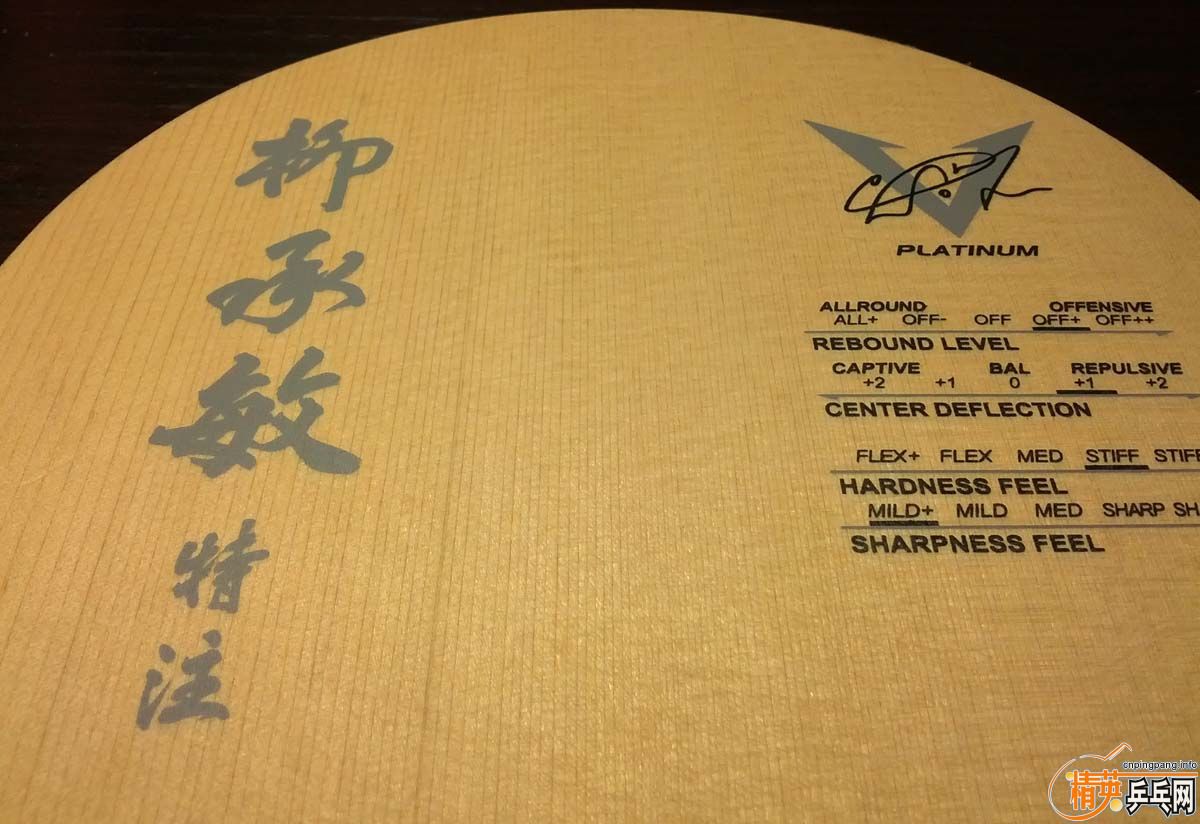 柳承敏
特注
PLATINUM
ALLROUND OFFENSIVE
ALL+ OFF- OFF OFF+ OFF++
REBOUND LEVEL
CAPTIVE BAL REPULSIVE
+2 +1 0 +1 +2
CENTER DEFLECTION
FLEX+ FLEX MED STIFF STIF
HARDNESS FEEL
MILD+ MILD MED SHARP SH
SHARPNESS FEEL
cnpingpang.info
精英乒乓网